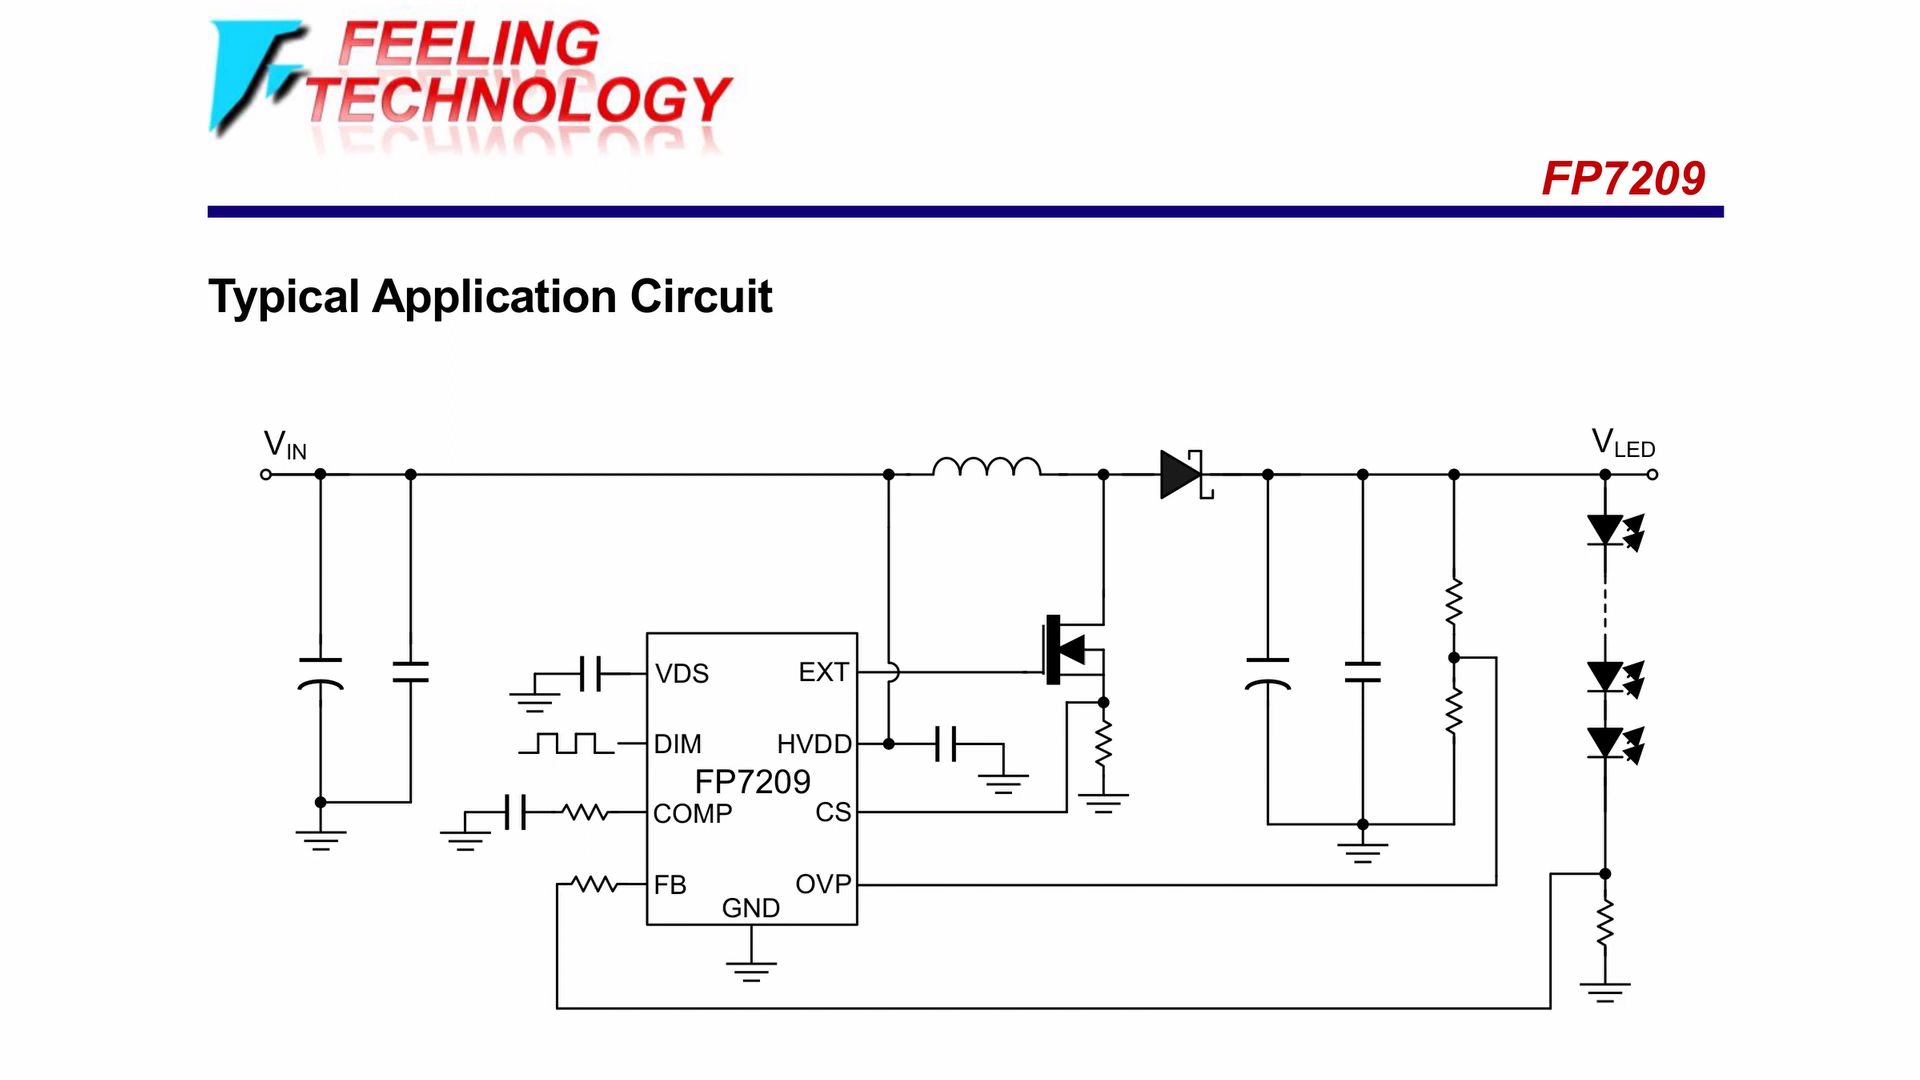 FEELING
TECHNOLOGY
FP7209
Typical Application Circuit
VIN
VLED
VDS
EXT
DIM
HVDD
FP7209
COMP
CS
FB
OVP
GND